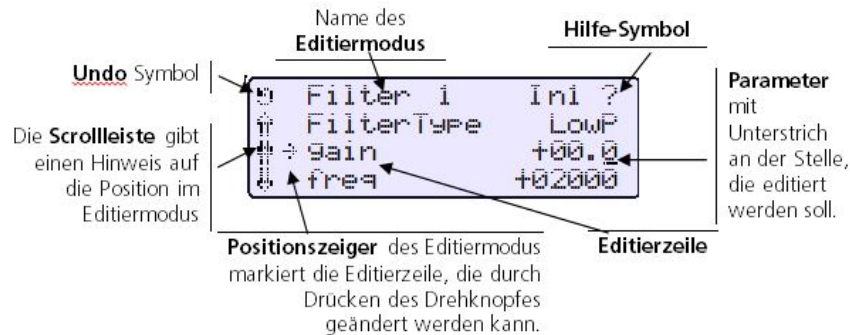 Name des
Editiermodus
Hilfe-Symbol
Undo Symbol
Die Scrollleiste gibt
einen Hinweis auf
die Position im
Editiermodus
Filter 1 In1 ?
FilterType LowP
gain +00.0
freq +02000
Parameter
mit
Unterstrich
an der Stelle,
die editiert
werden soll.
Positionszeiger des Editiermodus
markiert die Editierzeile, die durch
Drücken des Drehknopfes
geändert werden kann.
Editierzeile